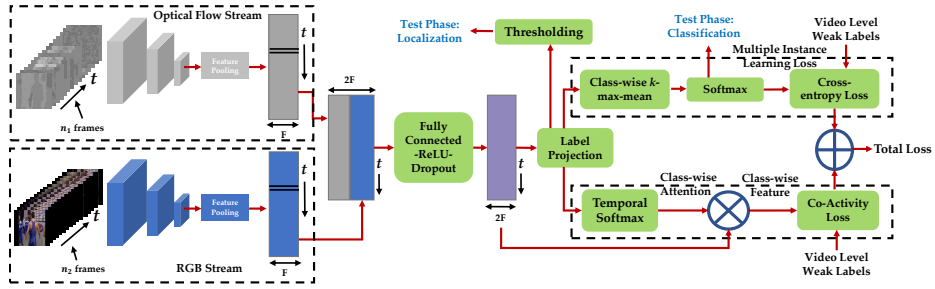 Optical Flow Stream
t
n1 frames
Feature
Pooling
t
F
RGB Stream
t
n2 frames
Feature
Pooling
t
F
2F
t
Fully
Connected
-ReLU-
Dropout
t
2F
Label
Projection
Test Phase:
Localization
Thresholding
Test Phase:
Classification
Video Level
Weak Labels
Multiple Instance
Learning Loss
Class-wise k-
max-mean
Softmax
Cross-
entropy Loss
Total Loss
Temporal
Softmax
Class-wise
Attention
Class-wise
Feature
Co-Activity
Loss
Video Level
Weak Labels